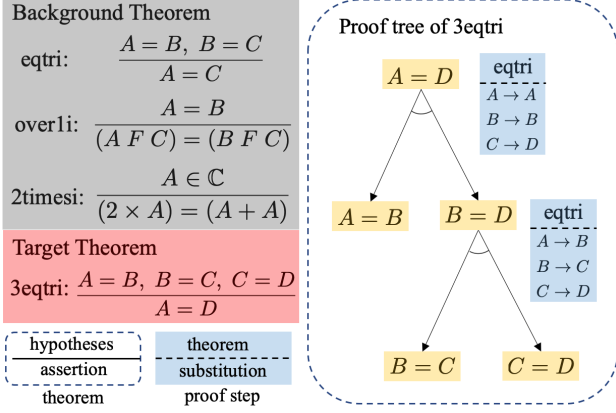 Background Theorem
eqtri: A = B, B = C
A = C
over1i: A = B
(A F C) = (B F C)
2timesi: A ∈ ℂ
(2 × A) = (A + A)
Target Theorem
3eqtri: A = B, B = C, C = D
A = D
hypotheses
assertion
theorem
theorem
substitution
proof step
Proof tree of 3eqtri
A = D
eqtri
A → A
B → B
C → D
A = B
B = D
eqtri
A → B
B → C
C → D
B = C
C = D